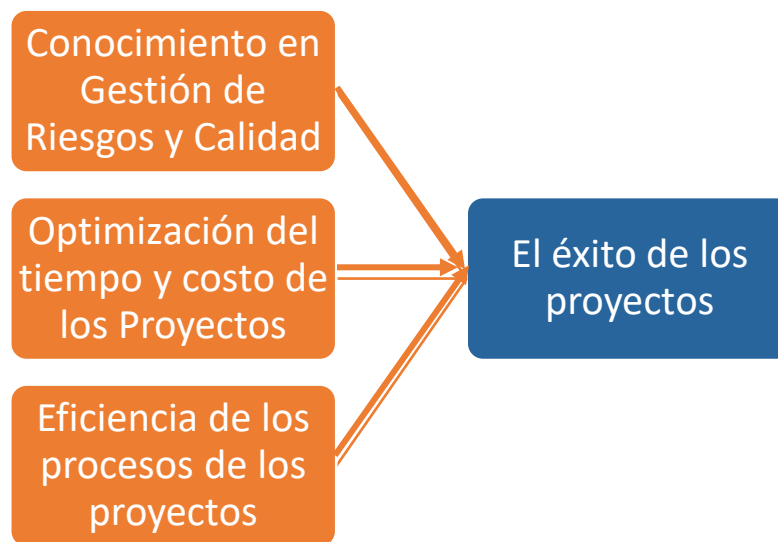 Conocimiento en
Gestión de
Riesgos y Calidad
Optimización del
tiempo y costo de
los Proyectos
Eficiencia de los
procesos de los
proyectos
El éxito de los
proyectos